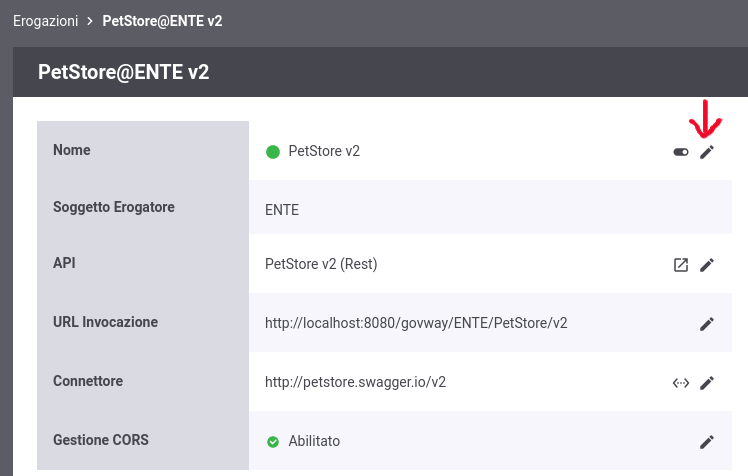 Erogazioni > PetStore@ENTE v2
PetStore@ENTE v2
Nome PetStore v2
Soggetto Erogatore ENTE
API PetStore v2 (Rest)
URL Invocazione http://localhost:8080/govway/ENTE/PetStore/v2
Connettore http://petstore.swagger.io/v2
Gestione CORS Abilitato